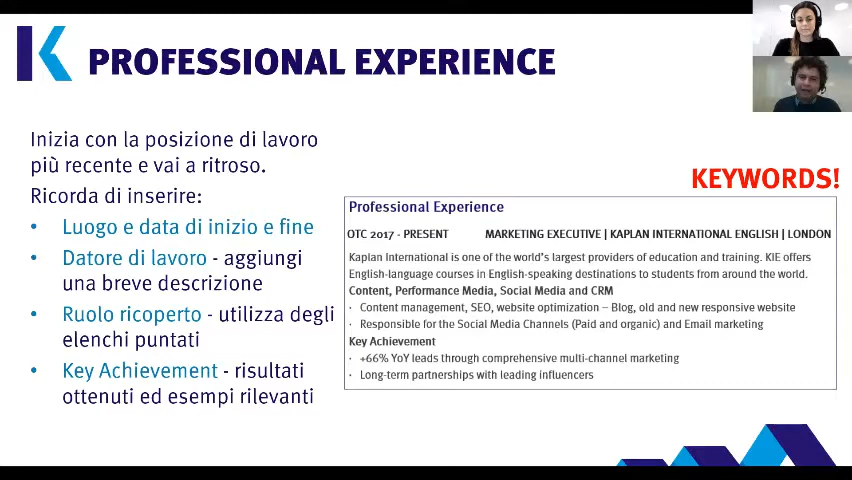 PROFESSIONAL EXPERIENCE
Inizia con la posizione di lavoro
più recente e vai a ritroso.
Ricorda di inserire:
• Luogo e data di inizio e fine
• Datore di lavoro - aggiungi
una breve descrizione
• Ruolo ricoperto - utilizza degli
elenchi puntati
• Key Achievement - risultati
ottenuti ed esempi rilevanti
KEYWORDS!
Professional Experience
OTC 2017 - PRESENT MARKETING EXECUTIVE | KAPLAN INTERNATIONAL ENGLISH | LONDON
Kaplan International is one of the world's largest providers of education and training. KIE offers
English-language courses in English-speaking destinations to students from around the world.
Content, Performance Media, Social Media and CRM
· Content management, SEO, website optimization – Blog, old and new responsive website
· Responsible for the Social Media Channels (Paid and organic) and Email marketing
Key Achievement
· +66% YoY leads through comprehensive multi-channel marketing
· Long-term partnerships with leading influencers